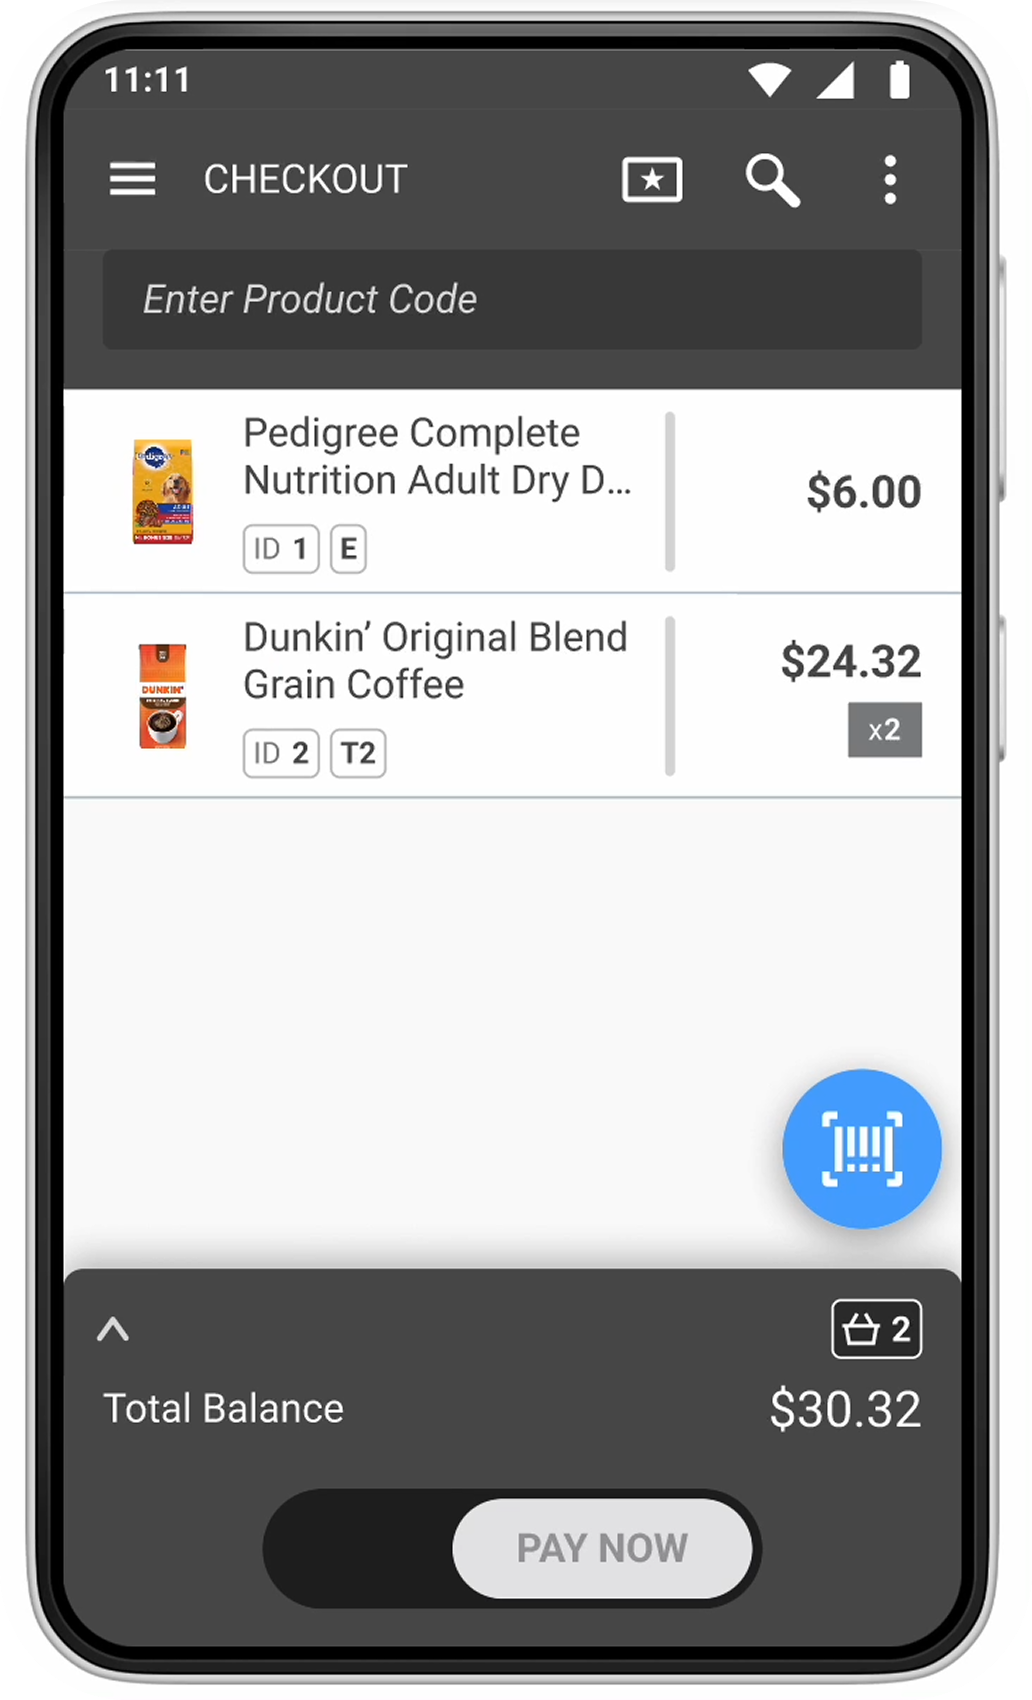 11:11
CHECKOUT
Enter Product Code
Pedigree Complete
Nutrition Adult Dry D...
$6.00
ID 1 E
Dunkin’ Original Blend
Grain Coffee
$24.32
x2
ID 2 T2
DUNKIN'
2
Total Balance
$30.32
PAY NOW